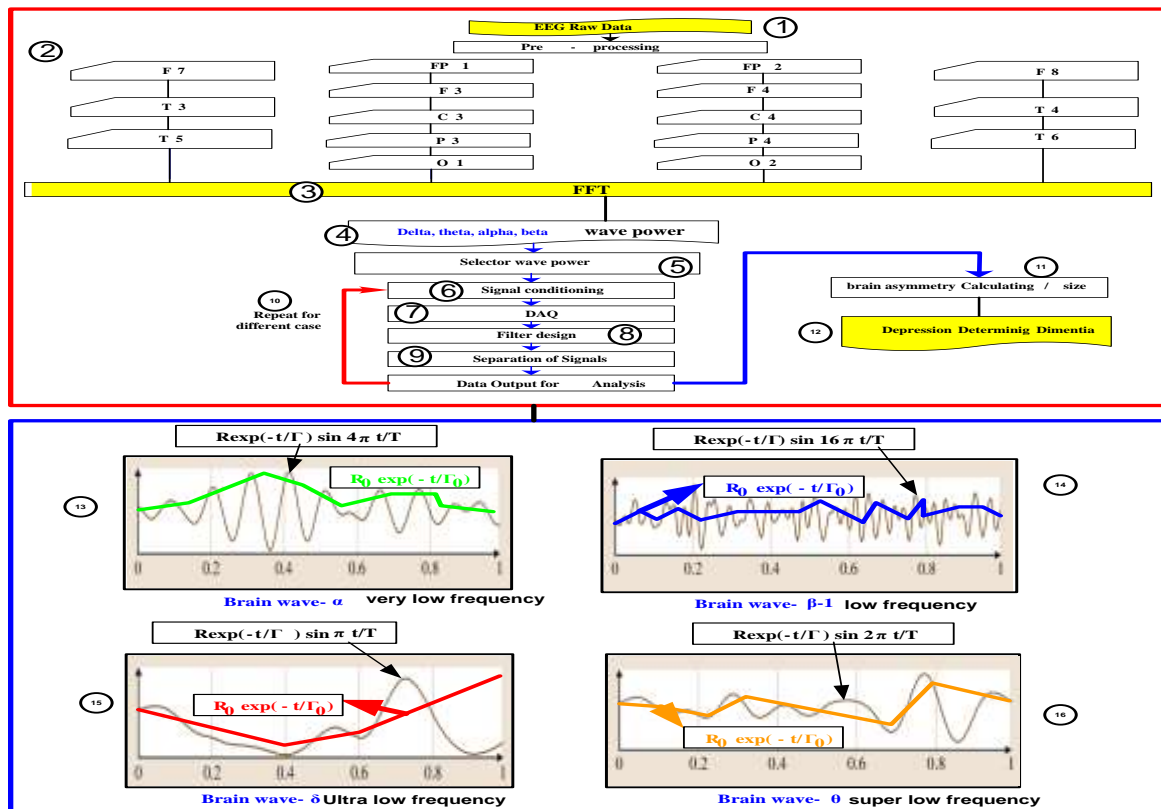 EEG Raw Data
1
Pre - processing
2
F 7
T 3
T 5
FP 1
F 3
C 3
P 3
O 1
FP 2
F 4
C 4
P 4
O 2
F 8
T 4
T 6
3
FFT
4
Delta, theta, alpha, beta wave power
Selector wave power
5
6
Signal conditioning
7
DAQ
Filter design
8
9
Separation of Signals
Data Output for Analysis
10
Repeat for
different case
11
brain asymmetry Calculating / size
12
Depression Determinig Dimentia
Rexp(-t/Γ) sin 4π t/T
13
R0 exp(-t/Γ0)
0 0.2 0.4 0.6 0.8 1
Brain wave- α very low frequency
Rexp(-t/Γ) sin 16π t/T
14
R0 exp(-t/Γ0)
0 0.2 0.4 0.6 0.8 1
Brain wave- β-1 low frequency
Rexp(-t/Γ ) sin π t/T
15
R0 exp(-t/Γ0)
0 0.2 0.4 0.6 0.8 1
Brain wave- δ Ultra low frequency
Rexp(-t/Γ) sin 2π t/T
16
R0 exp(-t/Γ0)
0 0.2 0.4 0.6 0.8 1
Brain wave- θ super low frequency